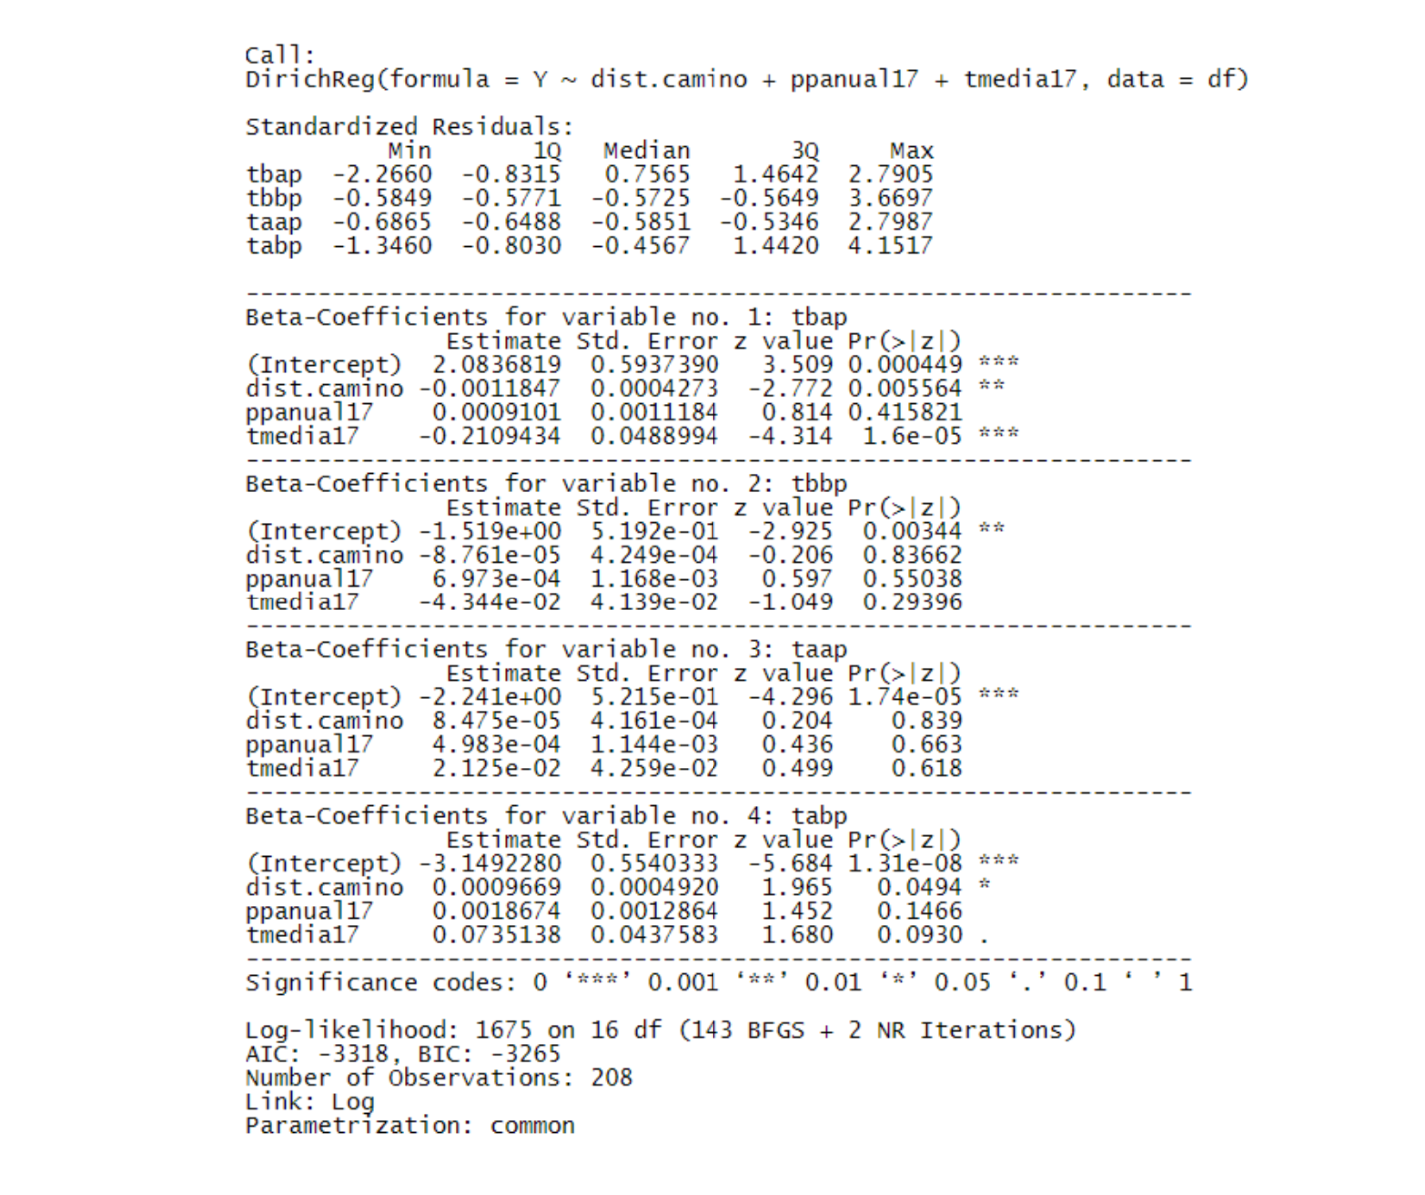 Call:
DirichReg(formula = Y ~ dist.camino + ppanual17 + tmedia17, data = df)
Standardized Residuals:
Min 1Q Median 3Q Max
tbap -2.2660 -0.8315 0.7565 1.4642 2.7905
tbbp -0.5849 -0.5771 -0.5725 -0.5649 3.6697
taap -0.6865 -0.6488 -0.5851 -0.5346 2.7987
tabp -1.3460 -0.8030 -0.4567 1.4420 4.1517
------------------------------------------------------------------
Beta-Coefficients for variable no. 1: tbap
Estimate Std. Error z value Pr(>|z|)
(Intercept) 2.0836819 0.5937390 3.509 0.000449 ***
dist.camino -0.0011847 0.0004273 -2.772 0.005564 **
ppanual17 0.0009101 0.0011184 0.814 0.415821
tmedia17 -0.2109434 0.0488994 -4.314 1.6e-05 ***
------------------------------------------------------------------
Beta-Coefficients for variable no. 2: tbbp
Estimate Std. Error z value Pr(>|z|)
(Intercept) -1.519e+00 5.192e-01 -2.925 0.00344 **
dist.camino -8.761e-05 4.249e-04 -0.206 0.83662
ppanual17 6.973e-04 1.168e-03 0.597 0.55038
tmedia17 -4.344e-02 4.139e-02 -1.049 0.29396
------------------------------------------------------------------
Beta-Coefficients for variable no. 3: taap
Estimate Std. Error z value Pr(>|z|)
(Intercept) -2.241e+00 5.215e-01 -4.296 1.74e-05 ***
dist.camino 8.475e-05 4.161e-04 0.204 0.839
ppanual17 4.983e-04 1.144e-03 0.436 0.663
tmedia17 2.125e-02 4.259e-02 0.499 0.618
------------------------------------------------------------------
Beta-Coefficients for variable no. 4: tabp
Estimate Std. Error z value Pr(>|z|)
(Intercept) -3.1492280 0.5540333 -5.684 1.31e-08 ***
dist.camino 0.0009669 0.0004920 1.965 0.0494 *
ppanual17 0.0018674 0.0012864 1.452 0.1466
tmedia17 0.0735138 0.0437583 1.680 0.0930 .
------------------------------------------------------------------
Significance codes: 0 ‘***’ 0.001 ‘**’ 0.01 ‘*’ 0.05 ‘.’ 0.1 ‘ ’ 1
Log-likelihood: 1675 on 16 df (143 BFGS + 2 NR Iterations)
AIC: -3318, BIC: -3265
Number of Observations: 208
Link: Log
Parametrization: common